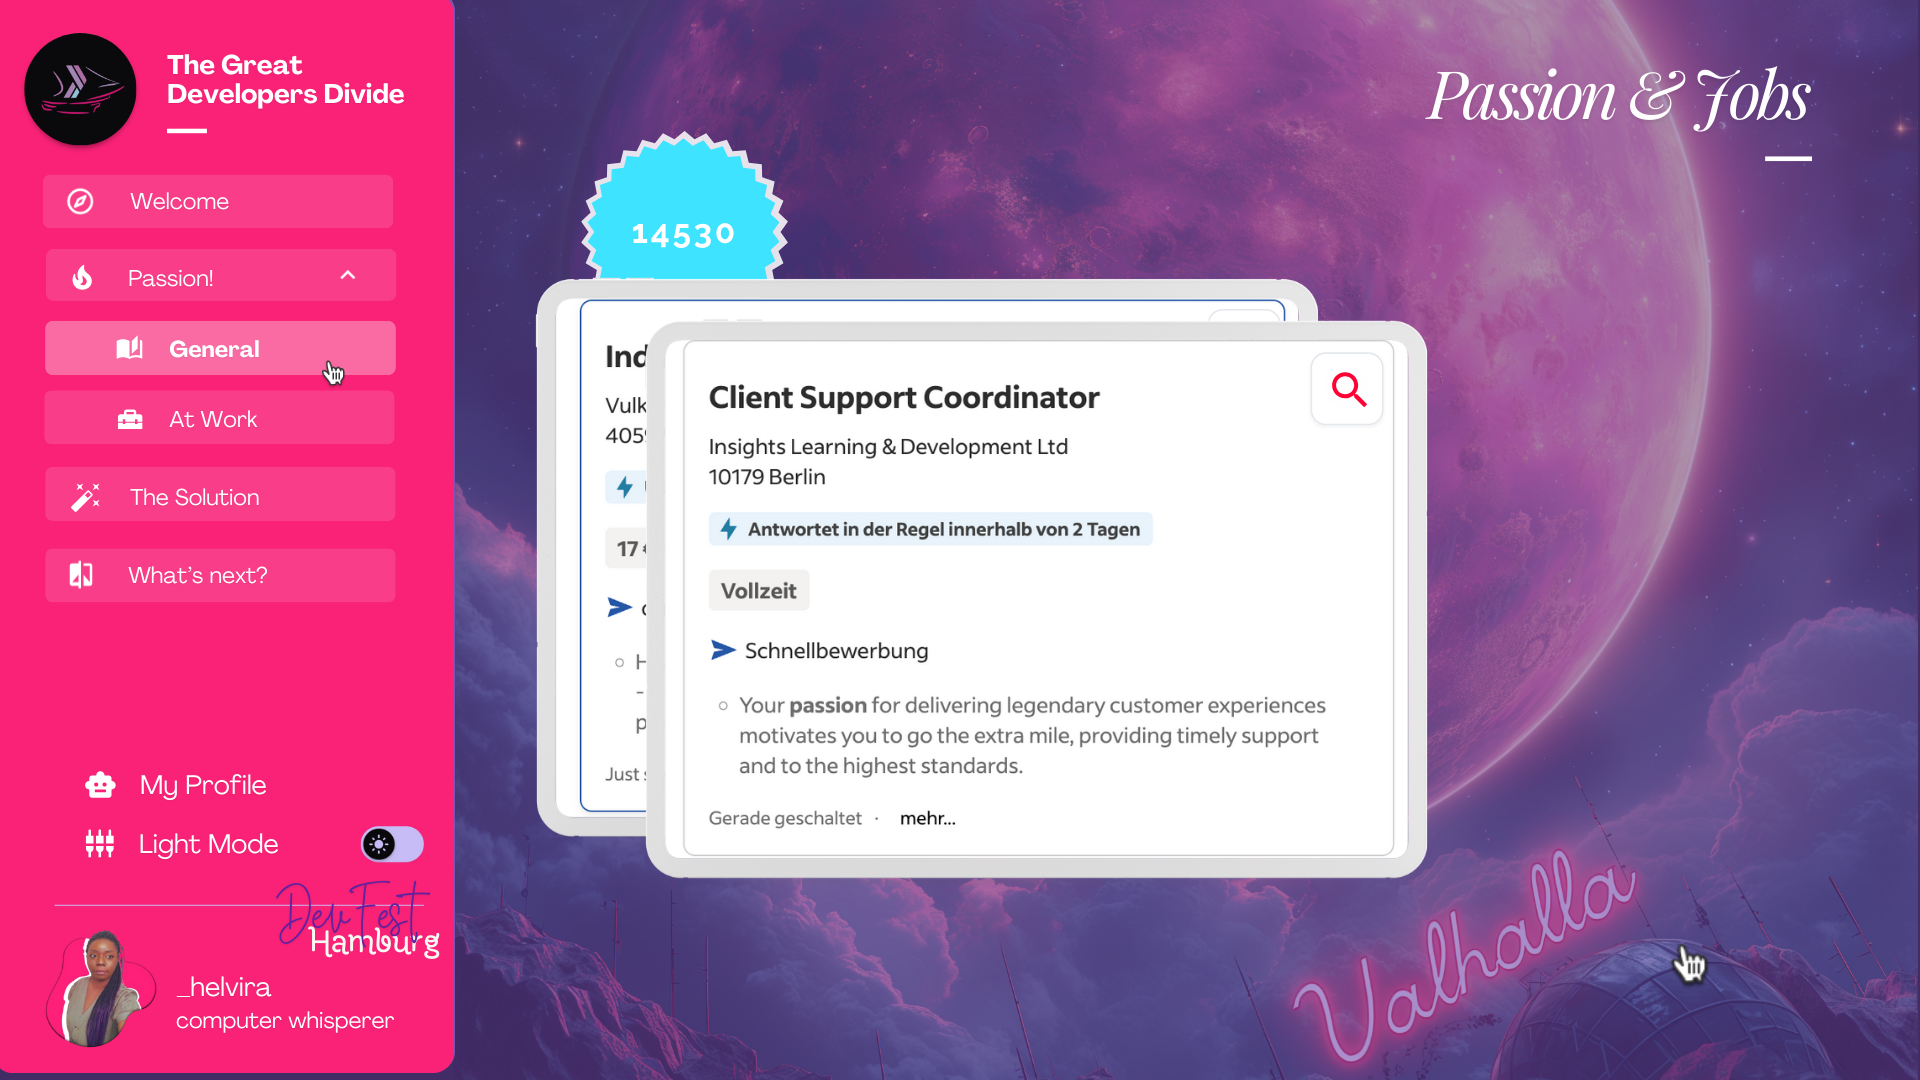 The Great
Developers Divide
Welcome
Passion!
General
At Work
The Solution
What's next?
My Profile
Light Mode
DevFest
Hamburg
_helvira
computer whisperer
Passion & Jobs
14530
Ind
Vulk
405
17
Just
Client Support Coordinator
Insights Learning & Development Ltd
10179 Berlin
Antwortet in der Regel innerhalb von 2 Tagen
Vollzeit
Schnellbewerbung
Your passion for delivering legendary customer experiences
motivates you to go the extra mile, providing timely support
and to the highest standards.
Gerade geschaltet · mehr...
Valhalla